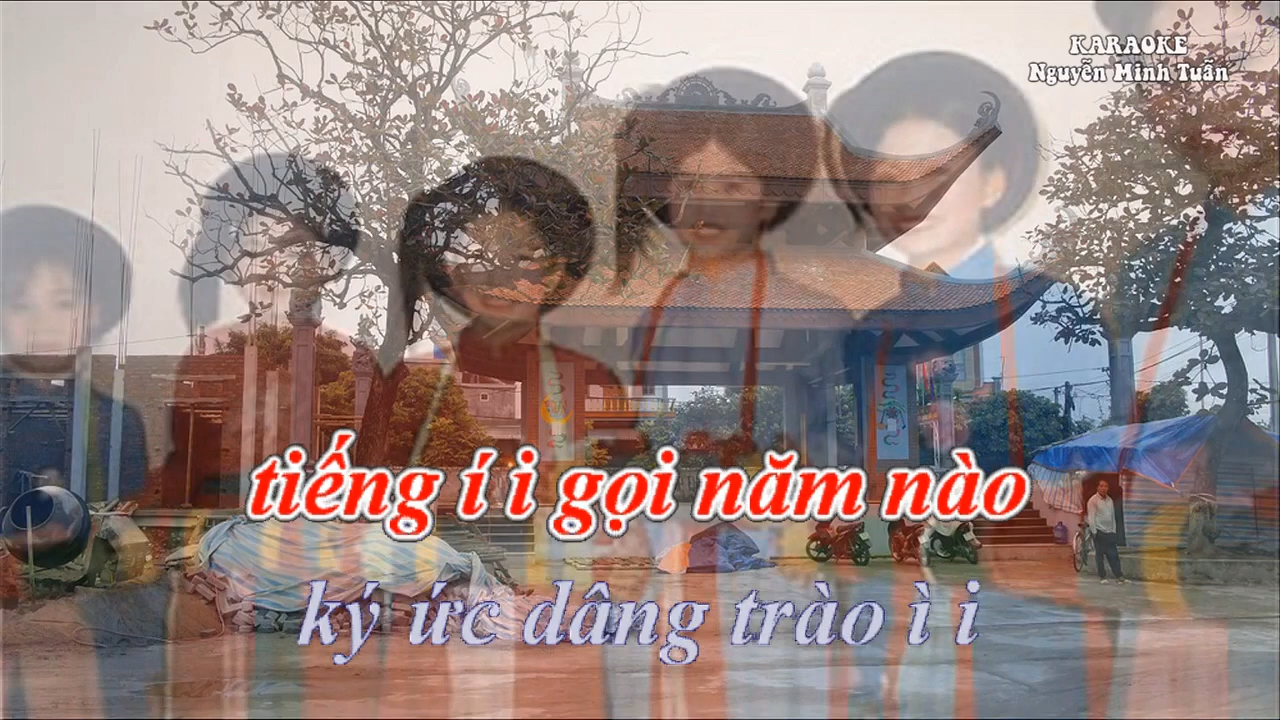 KARAOKE
Nguyễn Minh Tuấn
tiếng í i gọi năm nào
ký ức dâng trào ì i